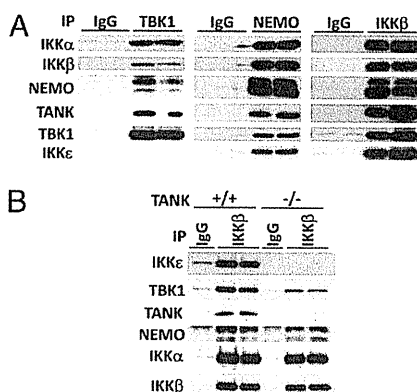 A
IP IgG TBK1 IgG NEMO IgG IKKβ
IKKα
IKKβ
NEMO
TANK
TBK1
IKKε
B
TANK +/+ -/-
IP IgG IKKβ IgG IKKβ
IKKε
TBK1
TANK
NEMO
IKKα
IKKβ